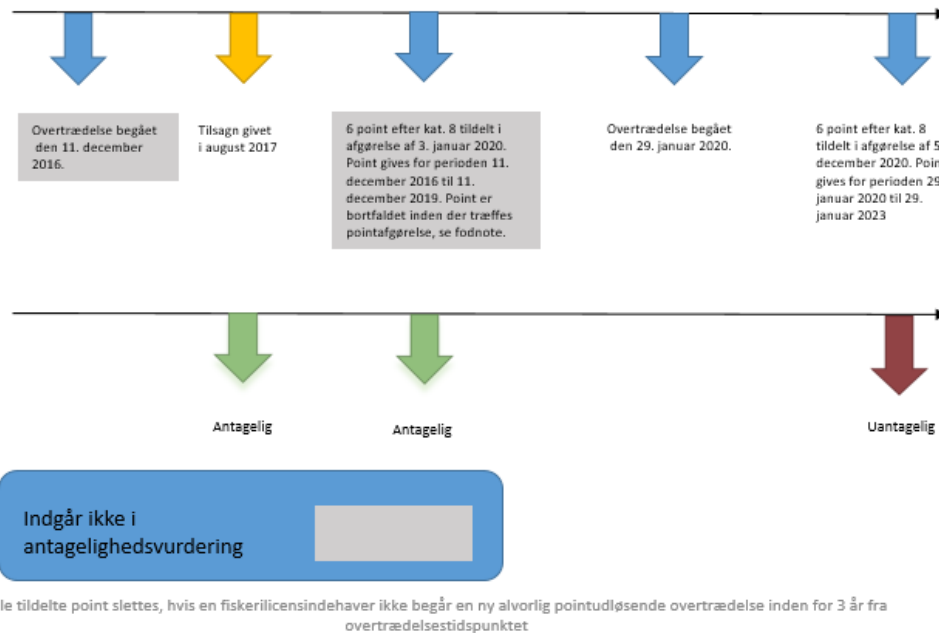 Overtrædelse begået
den 11. december
2016.
Tilsagn givet
i august 2017
6 point efter kat. 8 tildelt i
afgørelse af 3. januar 2020.
Point gives for perioden 11.
december 2016 til 11.
december 2019. Point er
bortfaldet inden der træffes
pointafgørelse, se fodnote.
Overtrædelse begået
den 29. januar 2020.
6 point efter kat. 8
tildelt i afgørelse af 5
december 2020. Poin
gives for perioden 29
januar 2020 til 29.
januar 2023
Antagelig
Antagelig
Uantagelig
Indgår ikke i
antagelighedsvurdering
le tildelte point slettes, hvis en fiskerilicensindehaver ikke begår en ny alvorlig pointudløsende overtrædelse inden for 3 år fra
overtrædelsestidspunktet